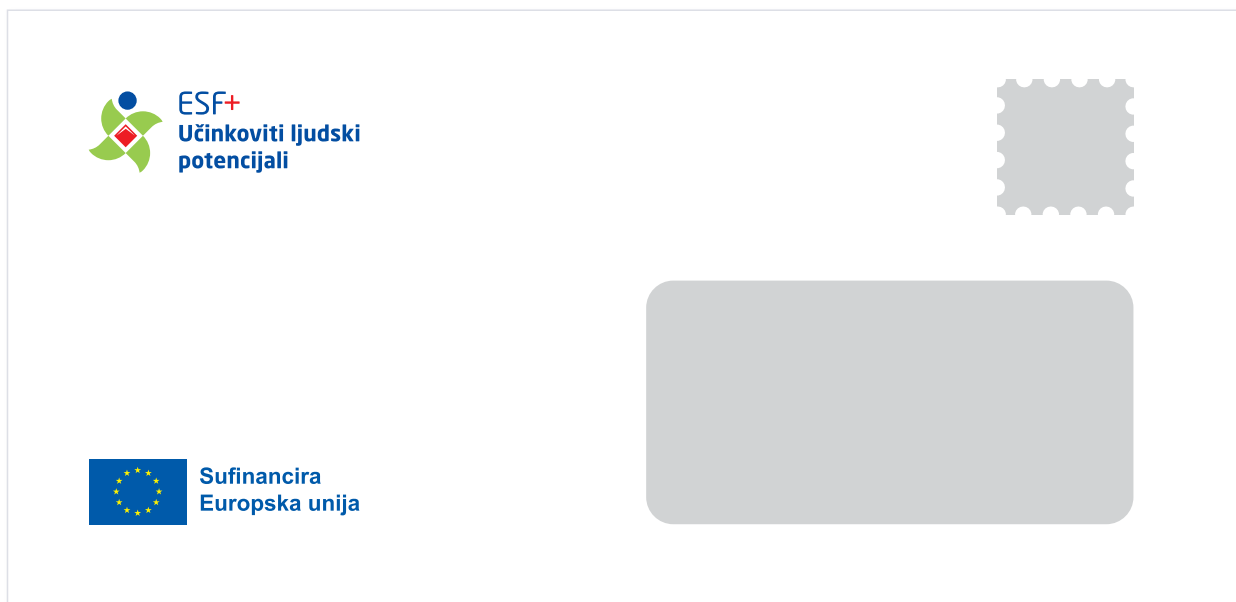 ESF+
Učinkoviti ljudski
potencijali
Sufinancira
Europska unija